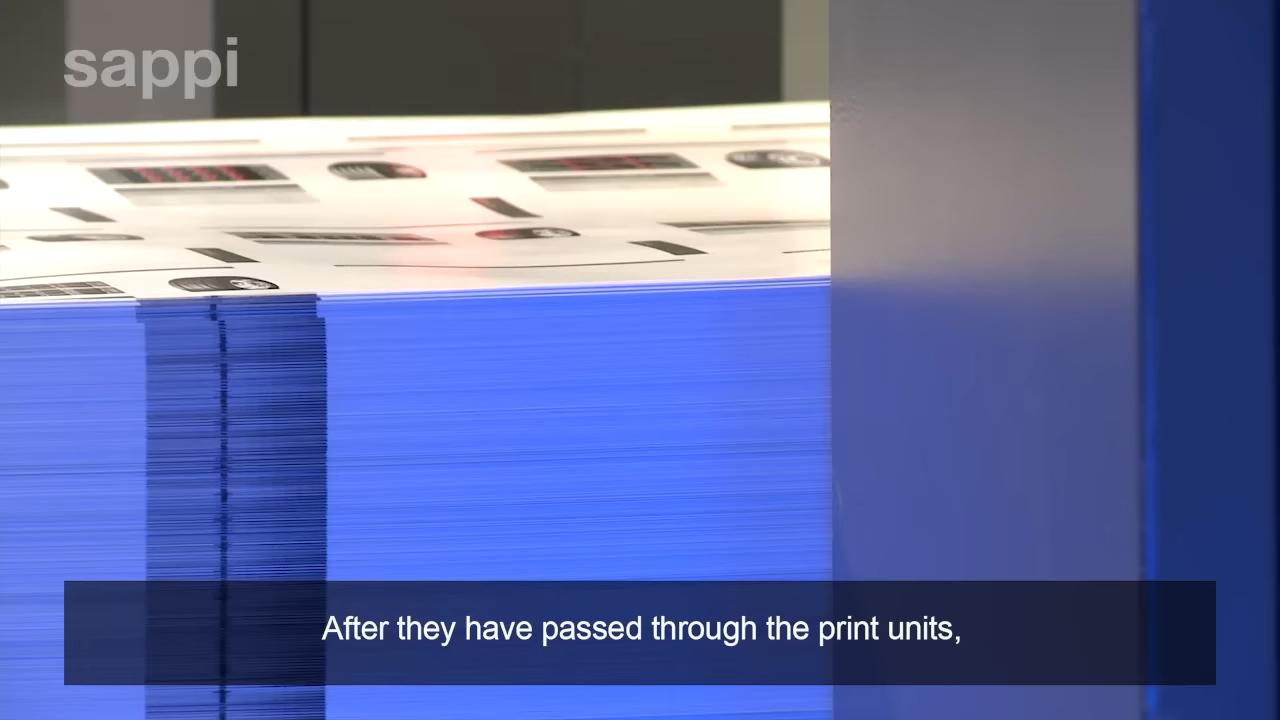 sappi
After they have passed through the print units,